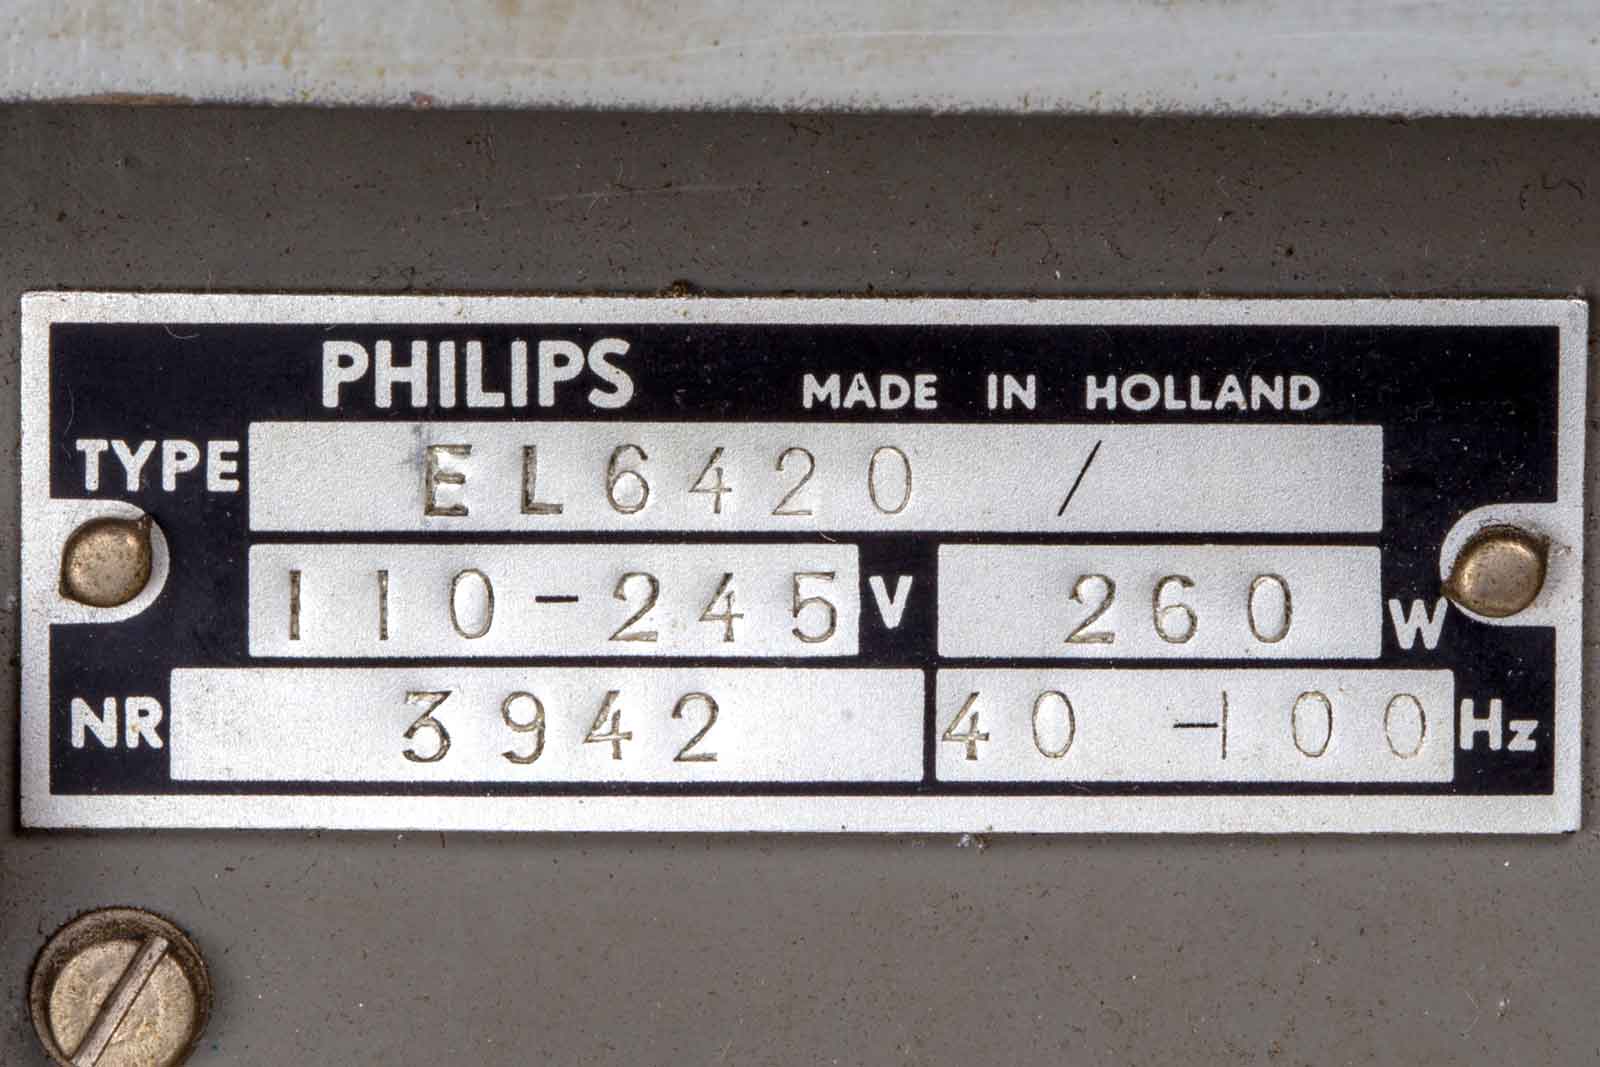 PHILIPS MADE IN HOLLAND
TYPE EL6420 /
110-245 V 260 W
NR 3942 40-100 Hz